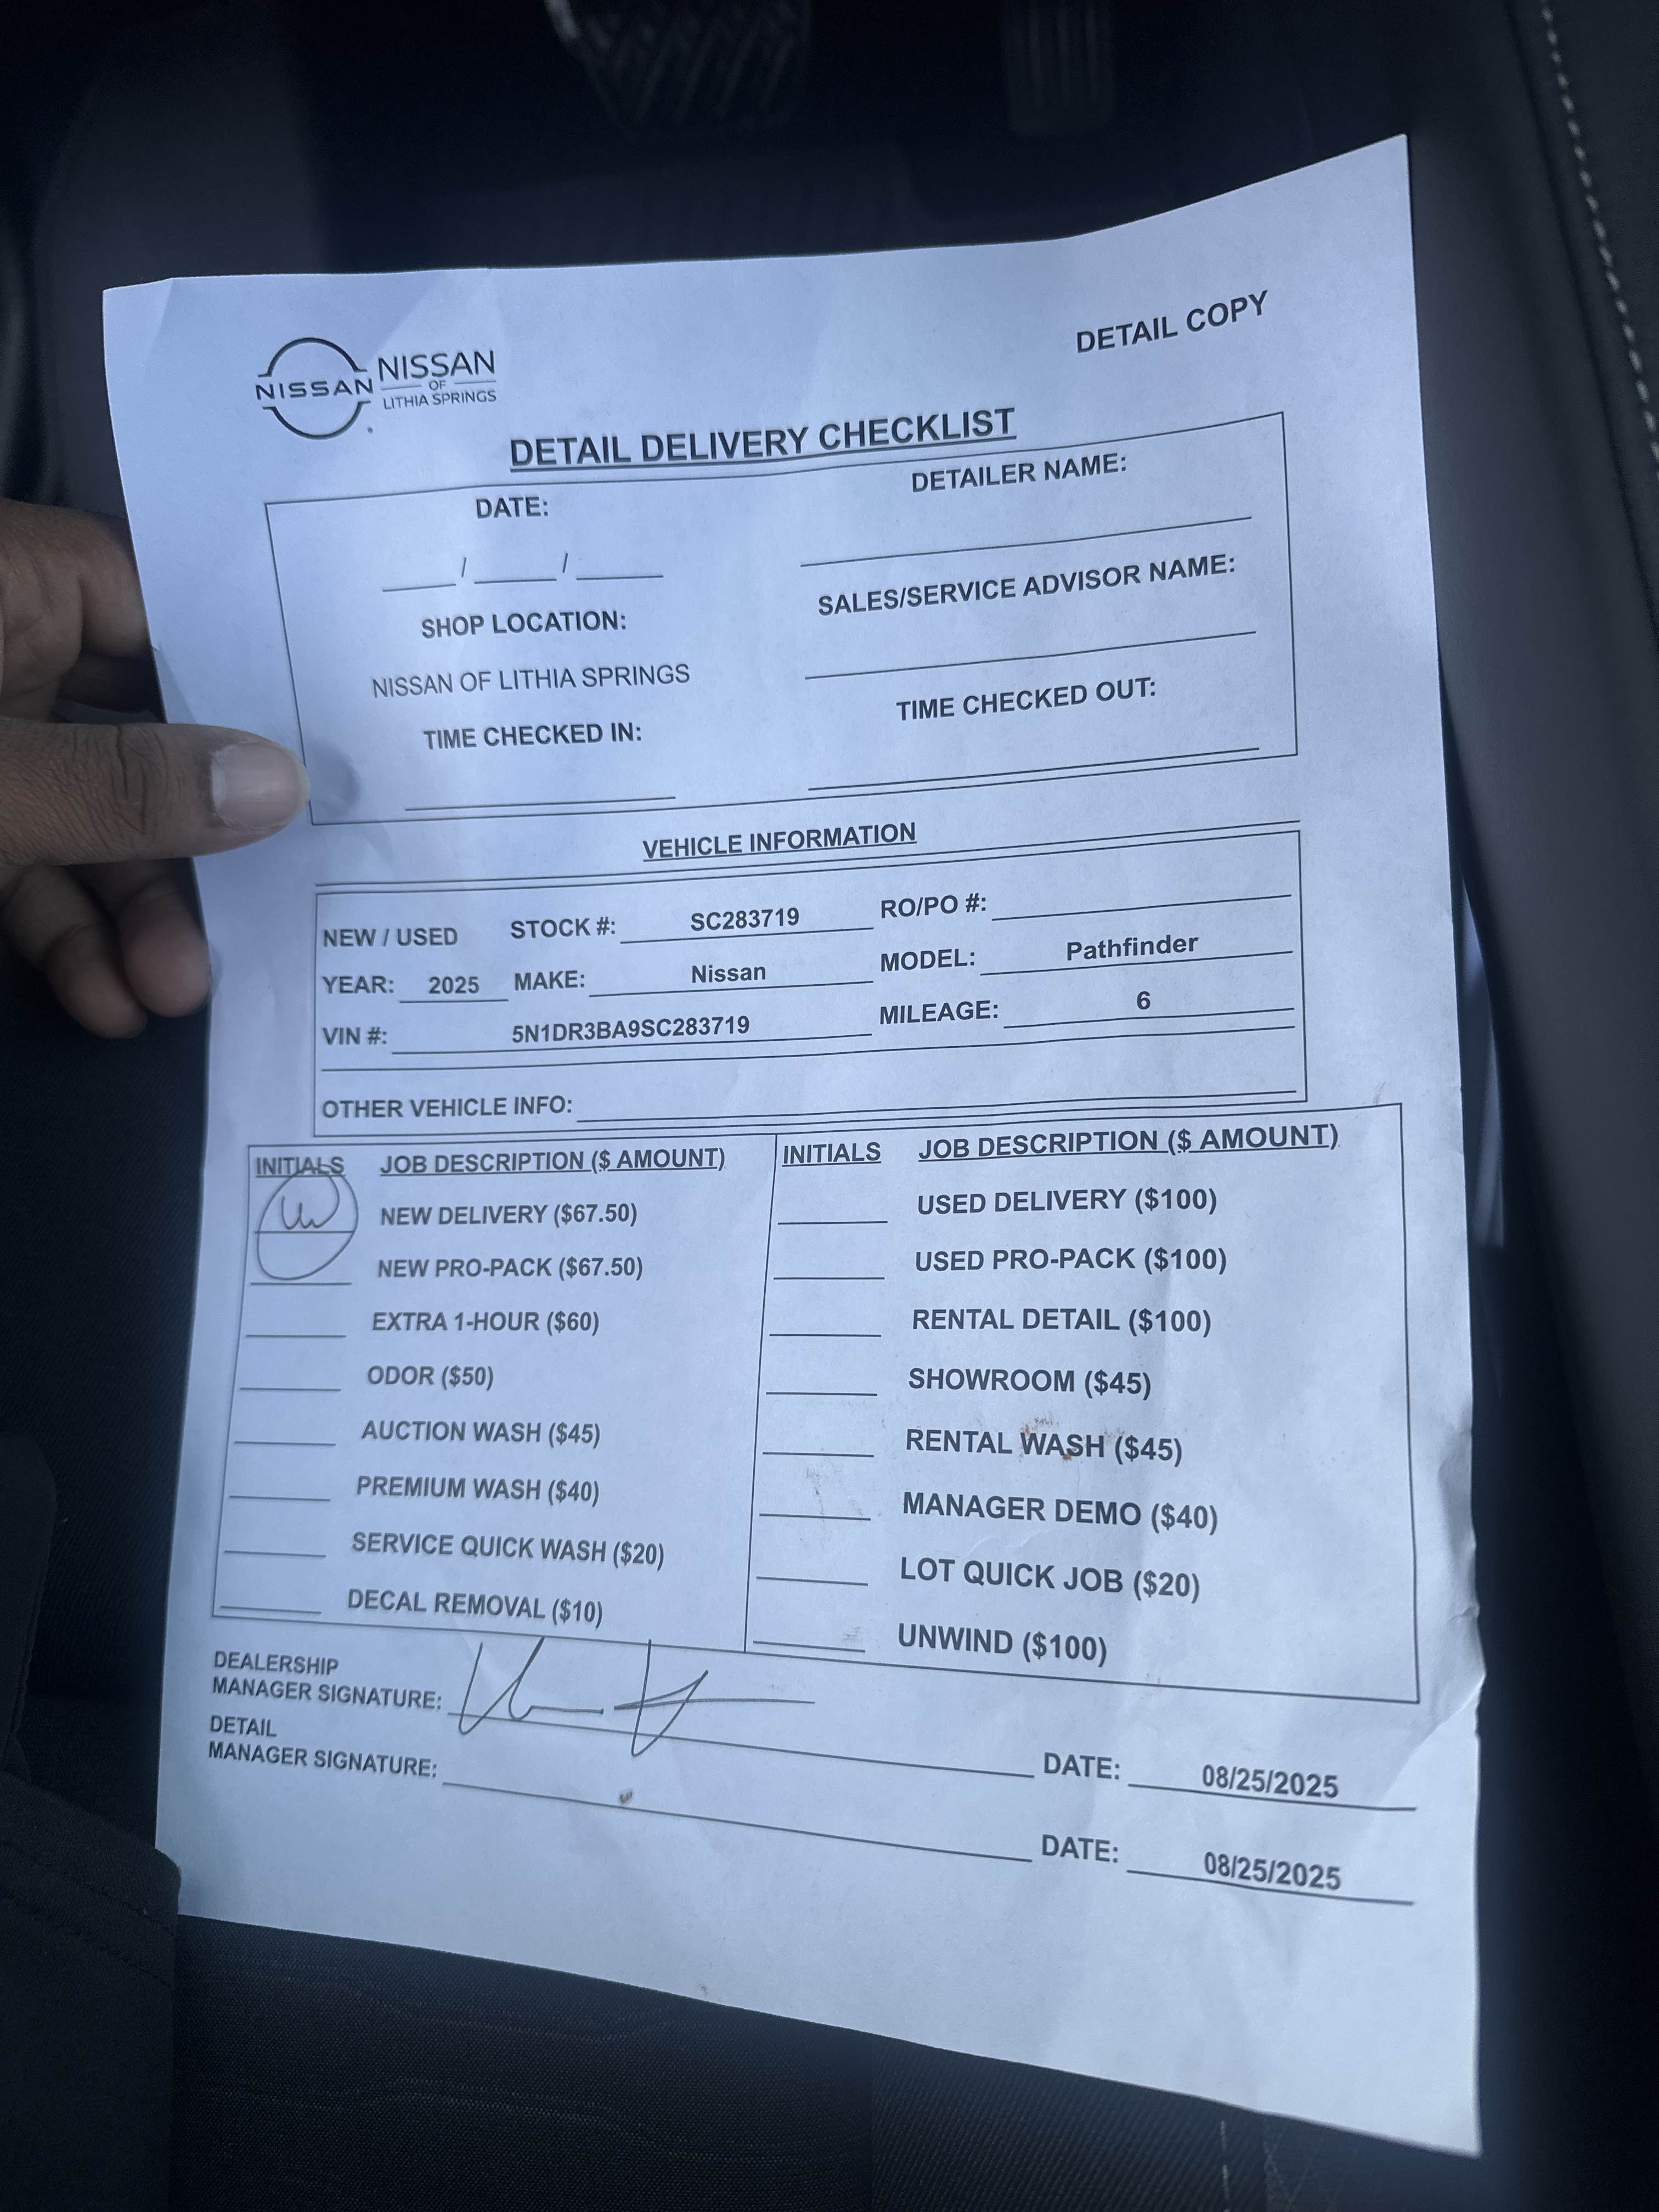 DETAIL COPY
NISSAN NISSAN
OF
LITHIA SPRINGS
DETAIL DELIVERY CHECKLIST
DATE: DETAILER NAME:
/ /
SHOP LOCATION: SALES/SERVICE ADVISOR NAME:
NISSAN OF LITHIA SPRINGS
TIME CHECKED IN: TIME CHECKED OUT:
VEHICLE INFORMATION
NEW / USED STOCK #: SC283719 RO/PO #:
YEAR: 2025 MAKE: Nissan MODEL: Pathfinder
VIN #: 5N1DR3BA9SC283719 MILEAGE: 6
OTHER VEHICLE INFO:
INITIALS JOB DESCRIPTION ($ AMOUNT) INITIALS JOB DESCRIPTION ($ AMOUNT)
NEW DELIVERY ($67.50) USED DELIVERY ($100)
NEW PRO-PACK ($67.50) USED PRO-PACK ($100)
EXTRA 1-HOUR ($60) RENTAL DETAIL ($100)
ODOR ($50) SHOWROOM ($45)
AUCTION WASH ($45) RENTAL WASH ($45)
PREMIUM WASH ($40) MANAGER DEMO ($40)
SERVICE QUICK WASH ($20) LOT QUICK JOB ($20)
DECAL REMOVAL ($10) UNWIND ($100)
DEALERSHIP
MANAGER SIGNATURE: DATE: 08/25/2025
DETAIL
MANAGER SIGNATURE: DATE: 08/25/2025